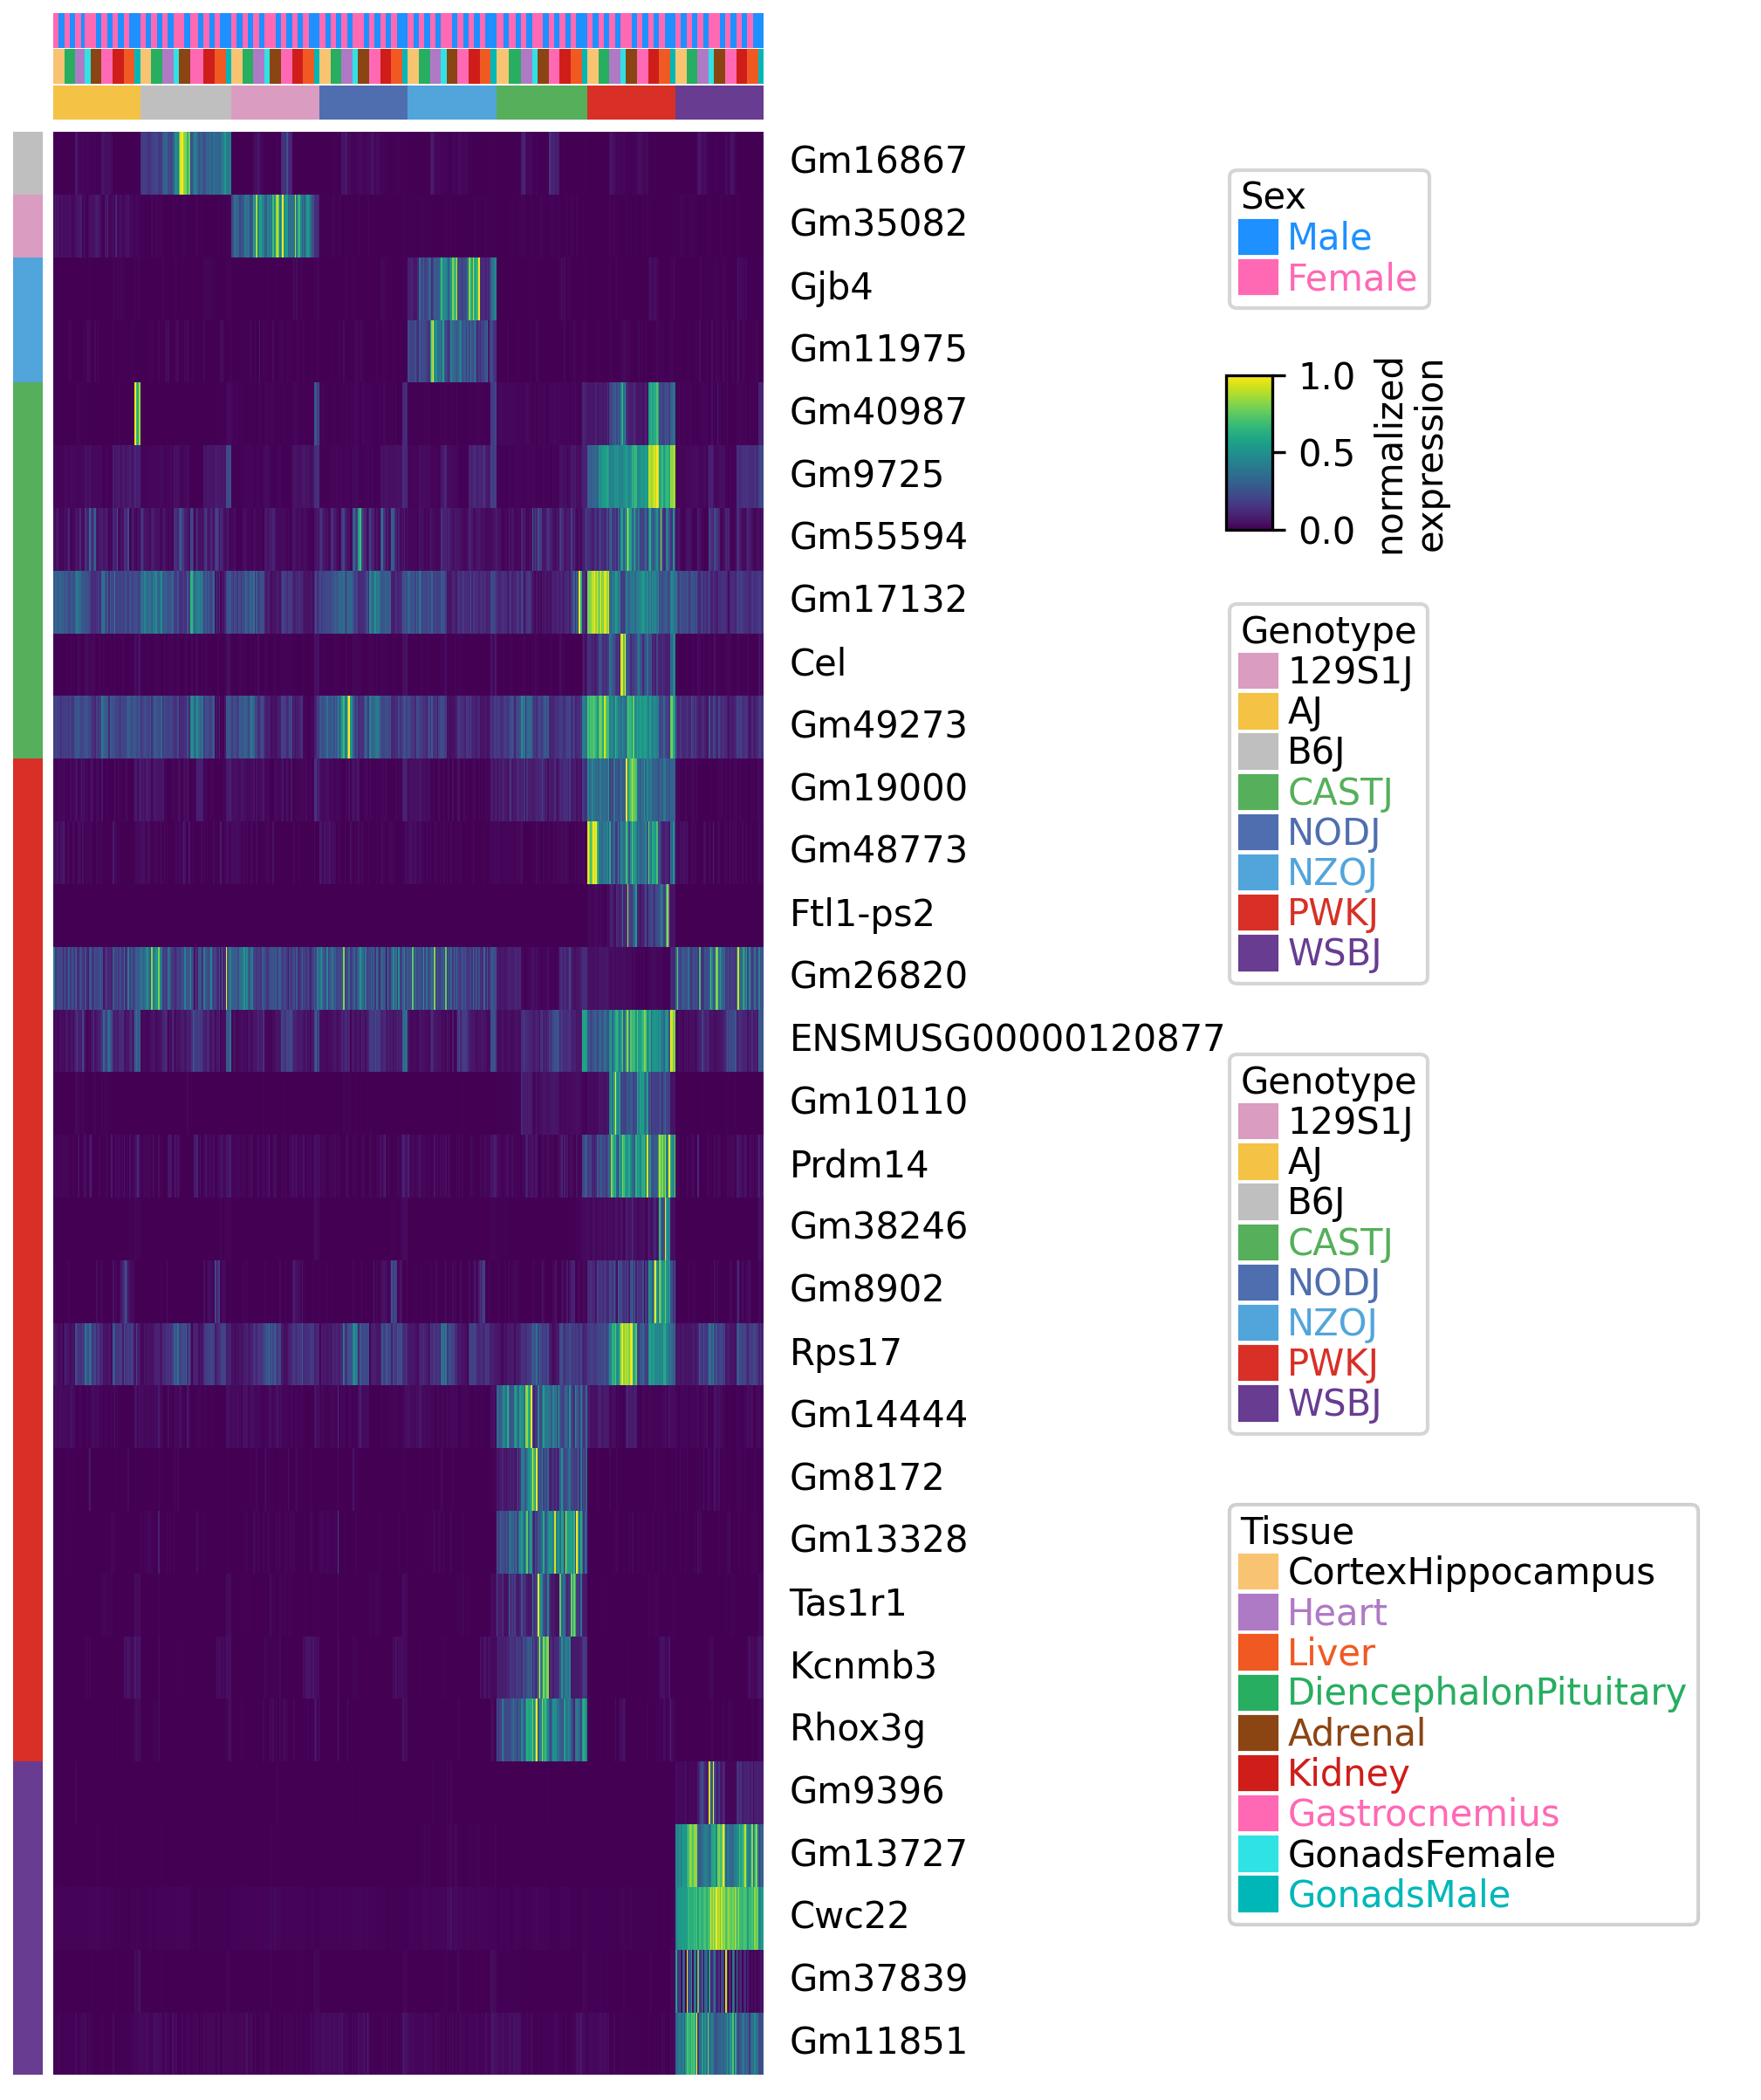 Gm16867
Gm35082
Gjb4
Gm11975
Gm40987
Gm9725
Gm55594
Gm17132
Cel
Gm49273
Gm19000
Gm48773
Ftl1-ps2
Gm26820
ENSMUSG00000120877
Gm10110
Prdm14
Gm38246
Gm8902
Rps17
Gm14444
Gm8172
Gm13328
Tas1r1
Kcnmb3
Rhox3g
Gm9396
Gm13727
Cwc22
Gm37839
Gm11851
Sex
Male
Female
1.0
0.5
0.0
normalized
expression
Genotype
129S1J
AJ
B6J
CASTJ
NODJ
NZOJ
PWKJ
WSBJ
Genotype
129S1J
AJ
B6J
CASTJ
NODJ
NZOJ
PWKJ
WSBJ
Tissue
CortexHippocampus
Heart
Liver
DiencephalonPituitary
Adrenal
Kidney
Gastrocnemius
GonadsFemale
GonadsMale